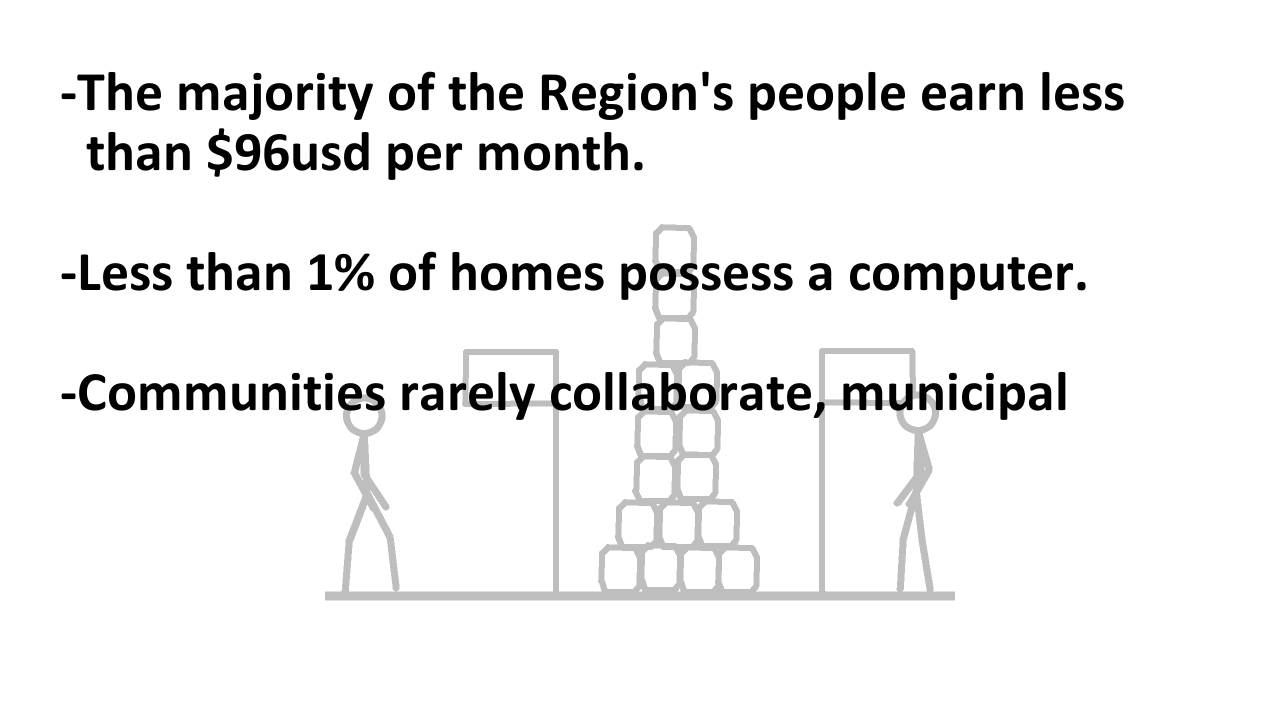 -The majority of the Region's people earn less
than $96usd per month.
-Less than 1% of homes possess a computer.
-Communities rarely collaborate, municipal